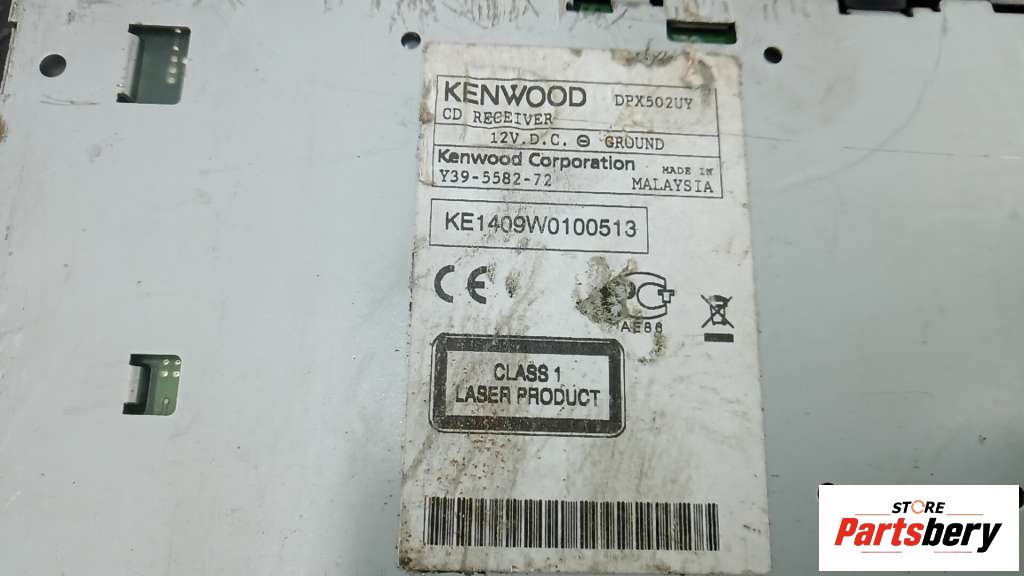 KENWOOD DPX502UY
CD RECEIVER
12V.D.C. ⊖ GROUND
Kenwood Corporation MADE IN
Y39-5582-72 MALAYSIA
KE1409W0100513
CE
AE88
CLASS 1
LASER PRODUCT
STORE
Partsbery